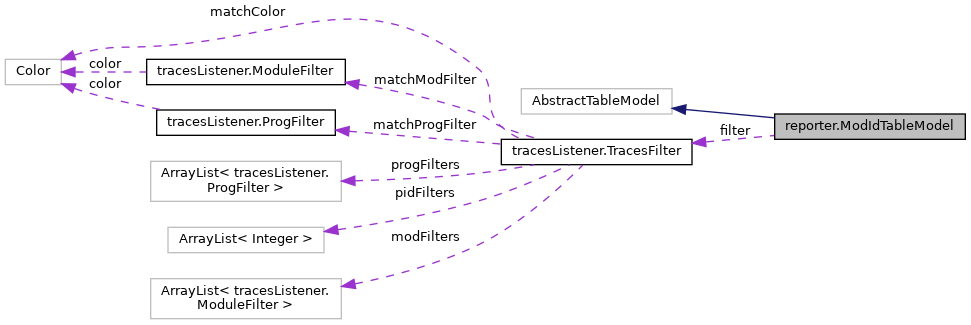 matchColor
Color
color
tracesListener.ModuleFilter
color
matchModFilter
AbstractTableModel
tracesListener.ProgFilter
matchProgFilter
filter
reporter.ModIdTableModel
tracesListener.TracesFilter
progFilters
ArrayList< tracesListener.
ProgFilter >
pidFilters
ArrayList< Integer >
modFilters
ArrayList< tracesListener.
ModuleFilter >